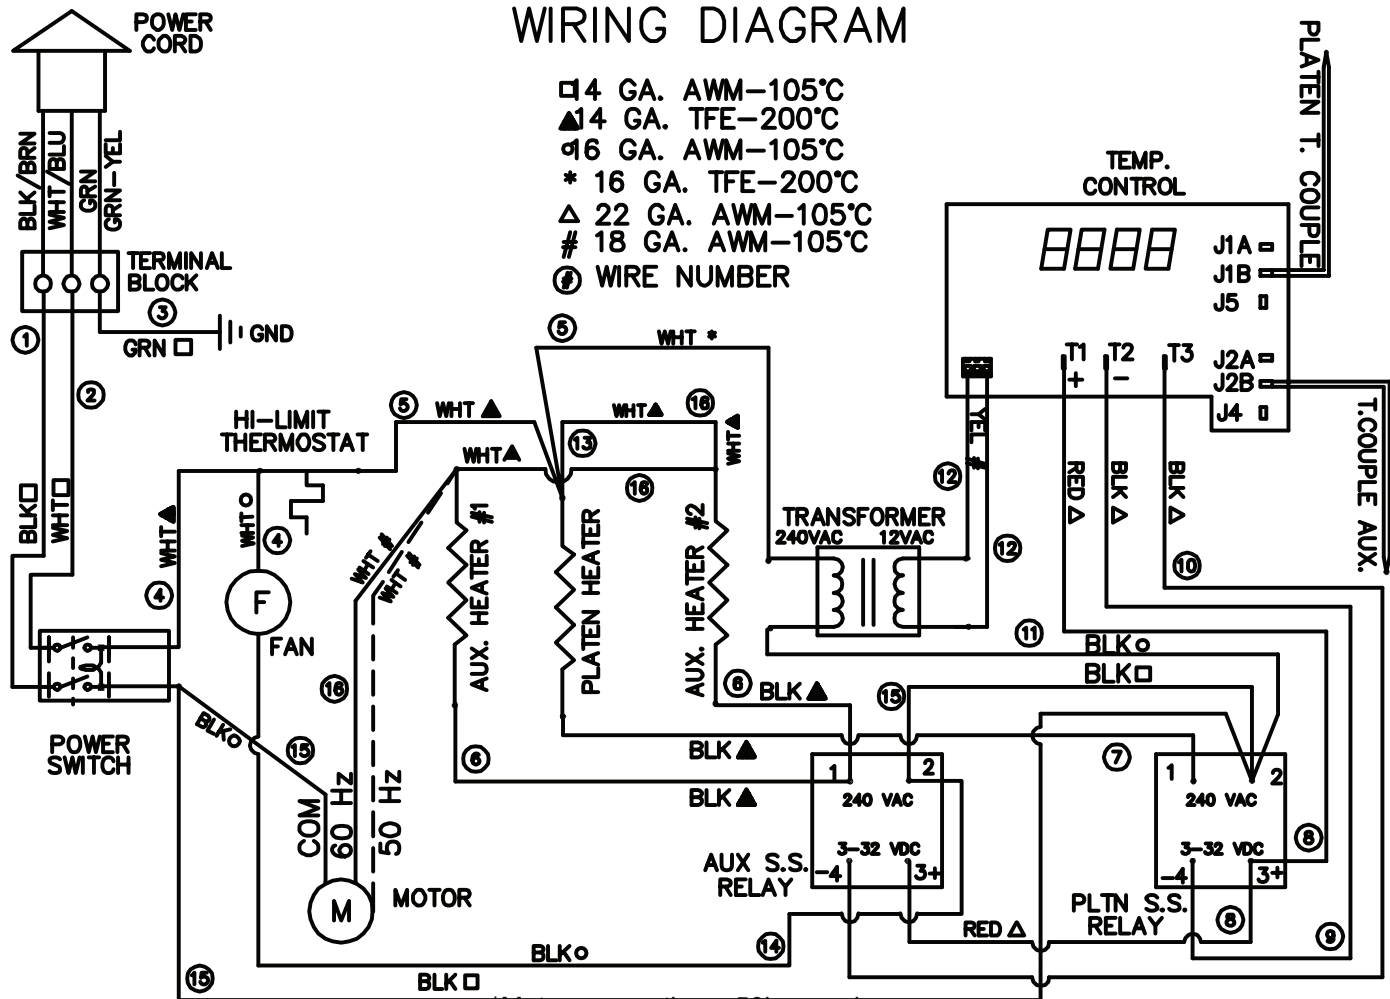 WIRING DIAGRAM
POWER
CORD
□14 GA. AWM-105°C
▲14 GA. TFE-200°C
○16 GA. AWM-105°C
* 16 GA. TFE-200°C
△ 22 GA. AWM-105°C
# 18 GA. AWM-105°C
(#) WIRE NUMBER
PLATEN T. COUPLE
TEMP.
CONTROL
8888
J1A
J1B
J5
J2A
J2B
J4
T1
T2
T3
+
-
T.COUPLE AUX.
BLK/BRN
WHT/BLU
GRN
GRN-YEL
TERMINAL
BLOCK
1
2
3
GRN □
GND
HI-LIMIT
THERMOSTAT
5
WHT ▲
5
WHT *
WHT▲
16
WHT▲
13
WHT▲
16
YEL #
12
12
RED △
BLK △
BLK △
10
TRANSFORMER
240VAC
12VAC
BLK□
WHT□
WHT▲
4
WHT○
4
F
FAN
WHT #
WHT #
AUX. HEATER #1
PLATEN HEATER
AUX. HEATER #2
11
BLK○
BLK□
15
6
BLK▲
16
POWER
SWITCH
BLK○
15
COM
60 Hz
50 Hz
M
MOTOR
6
BLK▲
BLK▲
7
1
2
240 VAC
3-32 VDC
-4
3+
AUX S.S.
RELAY
1
2
240 VAC
3-32 VDC
-4
3+
PLTN S.S.
RELAY
8
8
9
RED △
14
BLK○
15
BLK□